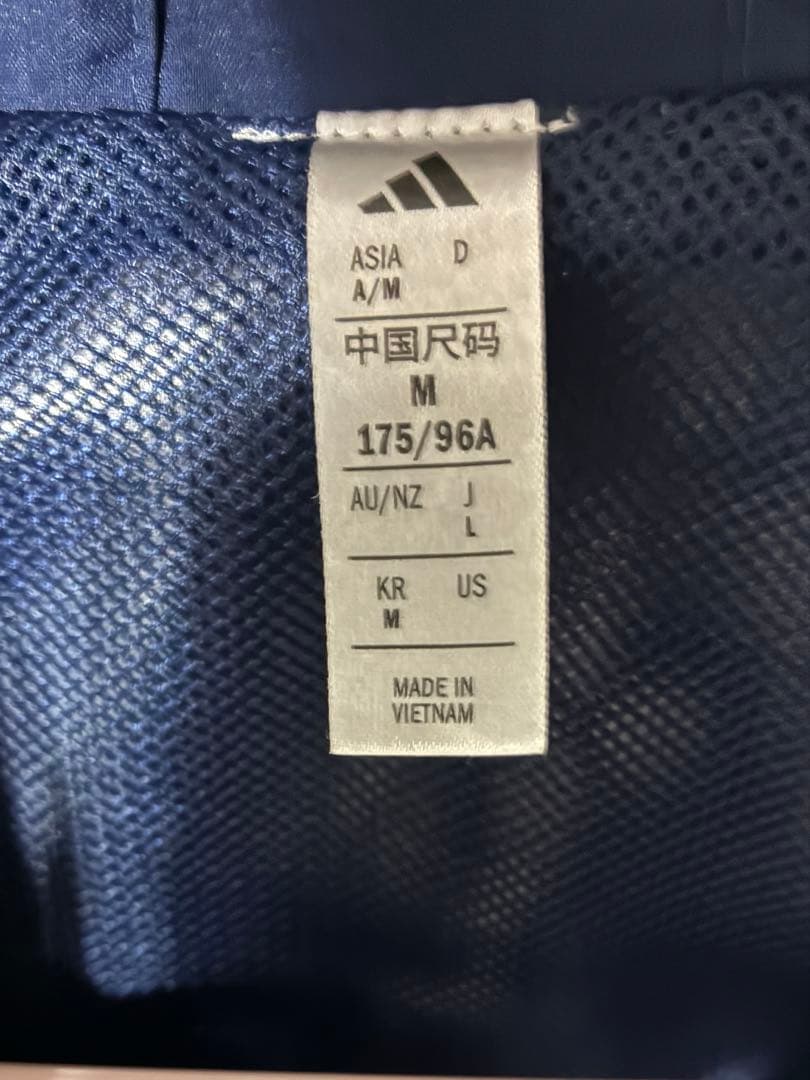 ASIA D
A/M
中国尺码
M
175/96A
AU/NZ J
L
KR US
M
MADE IN
VIETNAM